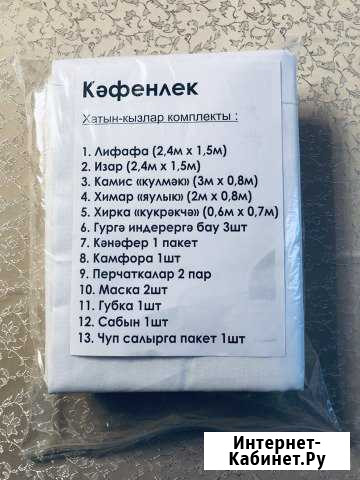 Кәфенлек
Хатын-кызлар комплекты :
1. Лифафа (2,4м х 1,5м)
2. Изар (2,4м х 1,5м)
3. Камис «кулмәк» (3м х 0,8м)
4. Химар «яулык» (2м х 0,8м)
5. Хирка «кукрәкчә» (0,6м х 0,7м)
6. Гургә индерергә бау 3шт
7. Кәнәфер 1 пакет
8. Камфора 1шт
9. Перчаткалар 2 пар
10. Маска 2шт
11. Губка 1шт
12. Сабын 1шт
13. Чуп салырга пакет 1шт
Интернет-
Кабинет.Ру